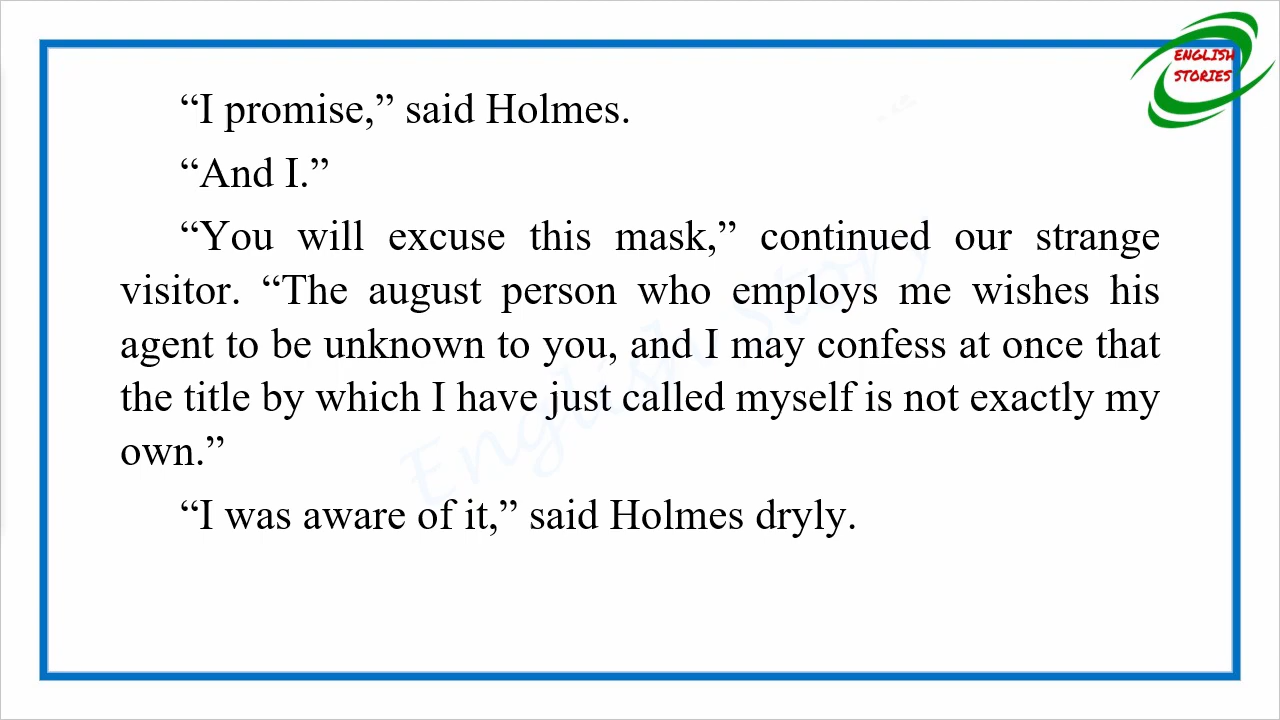 ENGLISH
STORIES
“I promise,” said Holmes.
“And I.”
“You will excuse this mask,” continued our strange
visitor. “The august person who employs me wishes his
agent to be unknown to you, and I may confess at once that
the title by which I have just called myself is not exactly my
own.”
“I was aware of it,” said Holmes dryly.
English Story